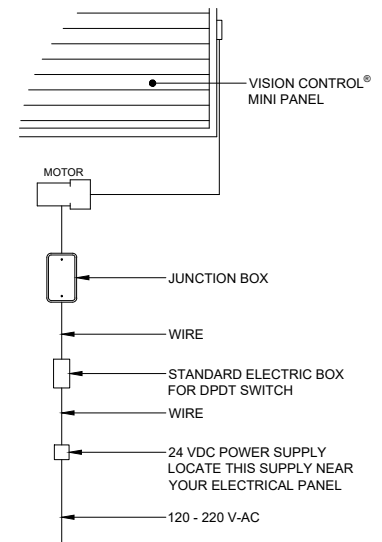 VISION CONTROL®
MINI PANEL
MOTOR
JUNCTION BOX
WIRE
STANDARD ELECTRIC BOX
FOR DPDT SWITCH
WIRE
24 VDC POWER SUPPLY
LOCATE THIS SUPPLY NEAR
YOUR ELECTRICAL PANEL
120 - 220 V-AC